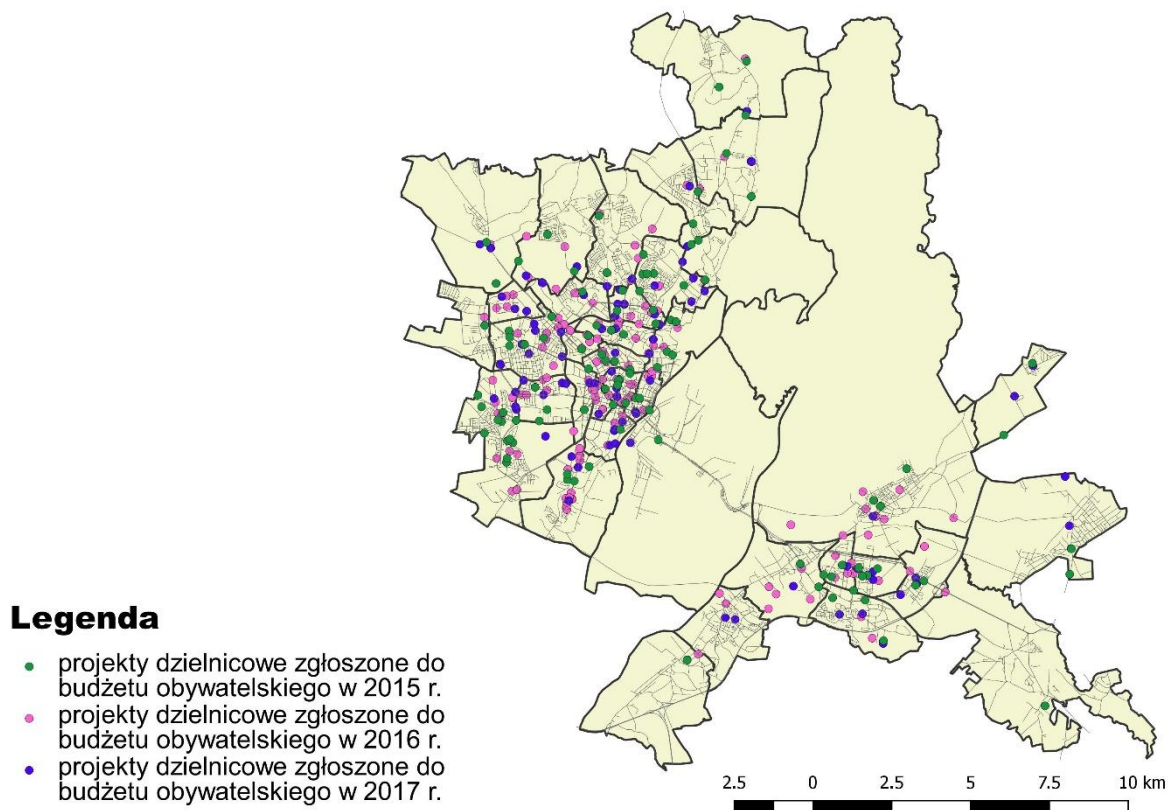 Legenda
projekty dzielnicowe zgłoszone do
budżetu obywatelskiego w 2015 r.
projekty dzielnicowe zgłoszone do
budżetu obywatelskiego w 2016 r.
projekty dzielnicowe zgłoszone do
budżetu obywatelskiego w 2017 r.
2.5 0 2.5 5 7.5 10 km